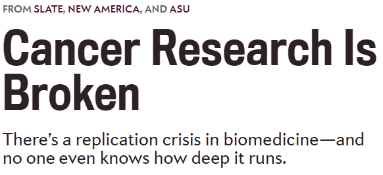 FROM SLATE, NEW AMERICA, AND ASU
Cancer Research Is
Broken
There's a replication crisis in biomedicine—and
no one even knows how deep it runs.